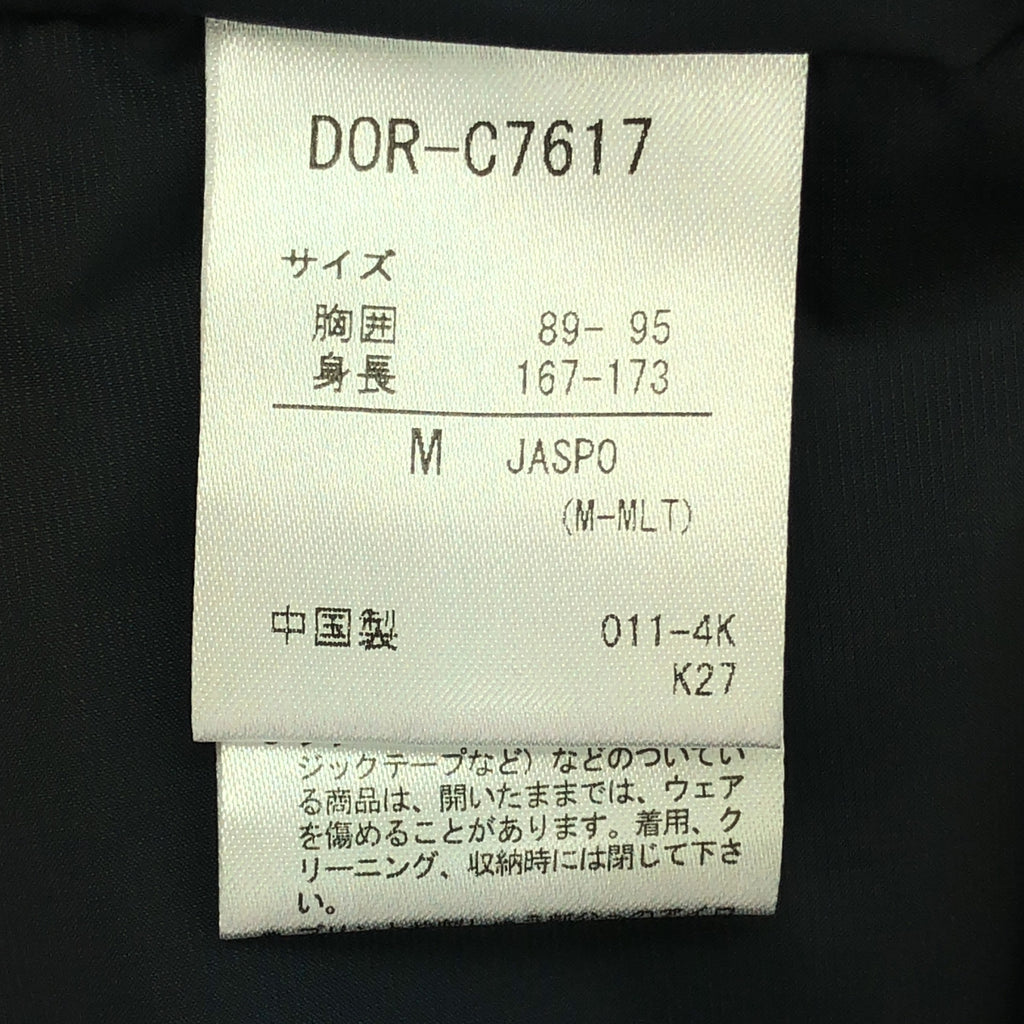 DOR-C7617
サイズ
胸囲 89- 95
身長 167-173
M JASPO
(M-MLT)
中国製 011-4K
K27
ジックテープなど）などのついてい
る商品は、開いたままでは、ウェア
を傷めることがあります。着用、ク
リーニング、収納時には閉じて下さ
い。